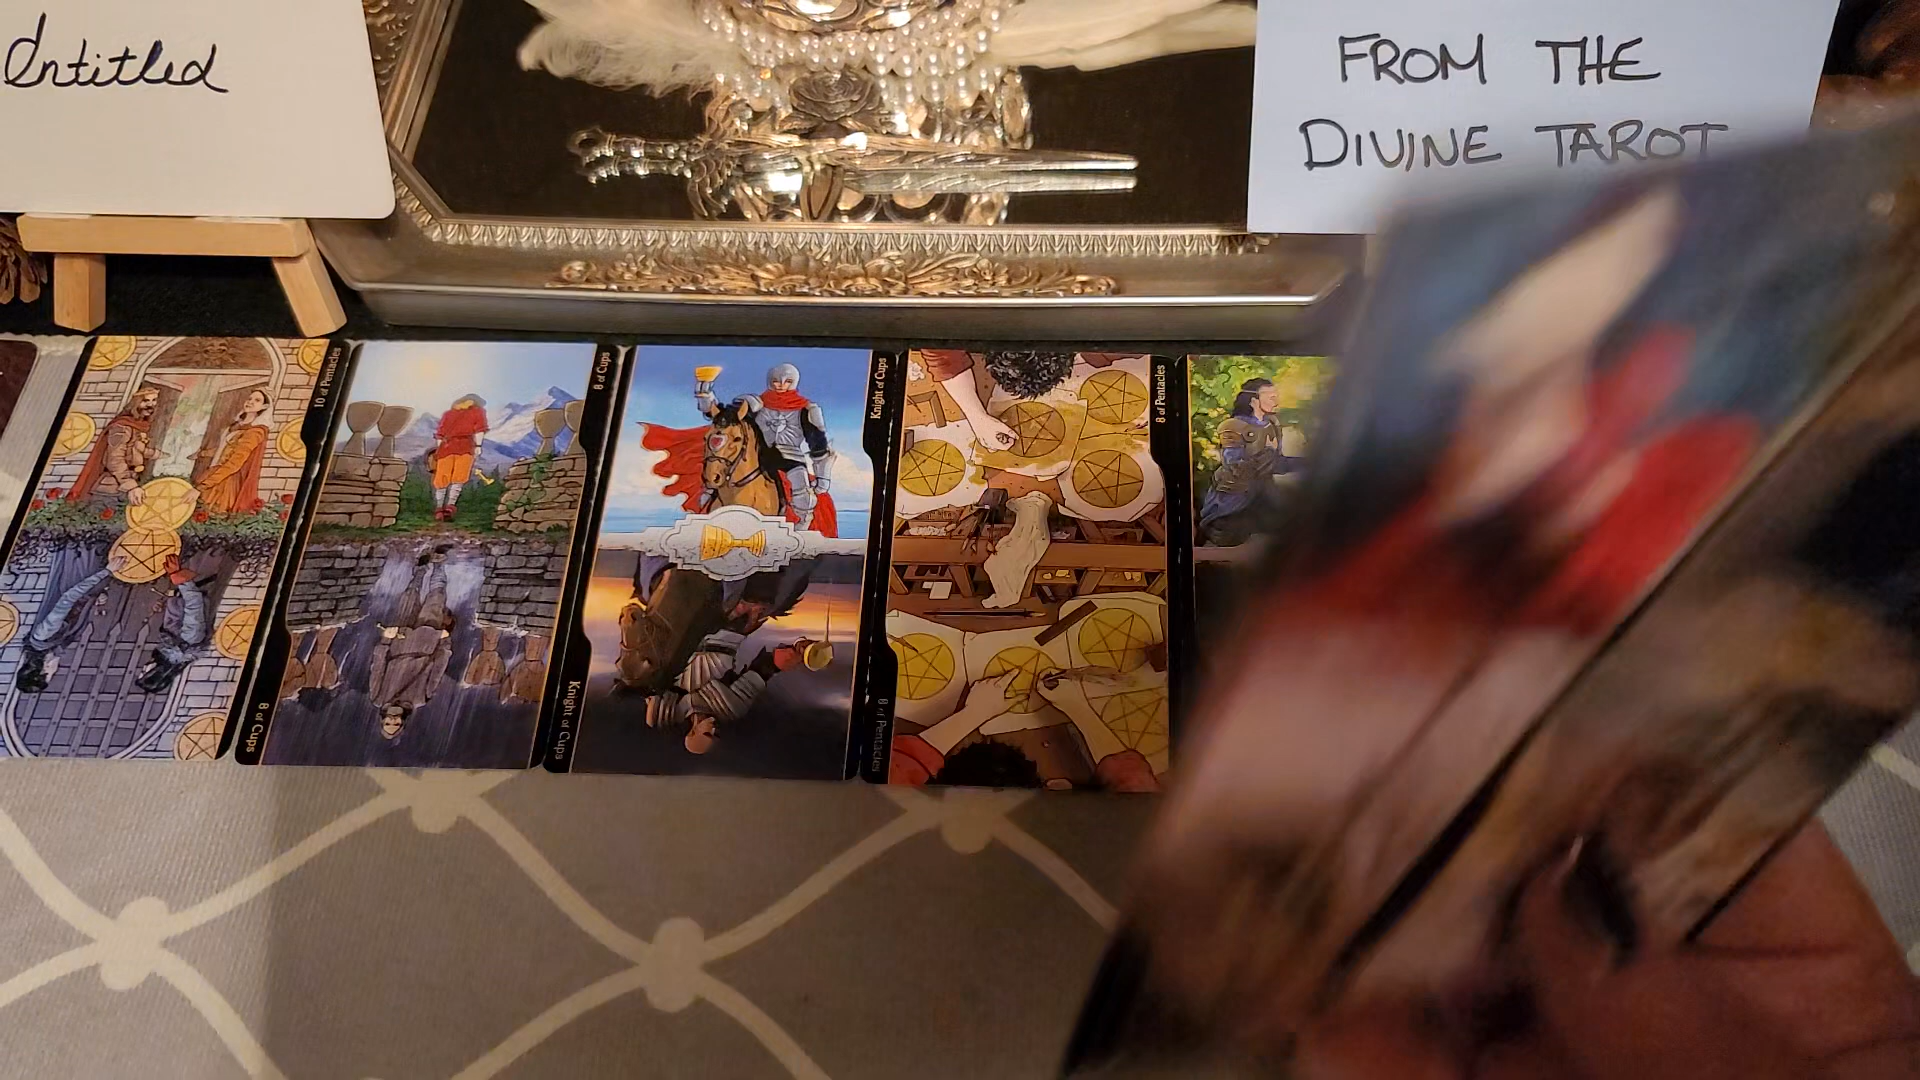 Entitled
FROM THE
DIVINE TAROT
10 of Pentacles
8 of Cups
8 of Cups
Knight of Cups
Knight of Cups
8 of Pentacles
8 of Pentacles